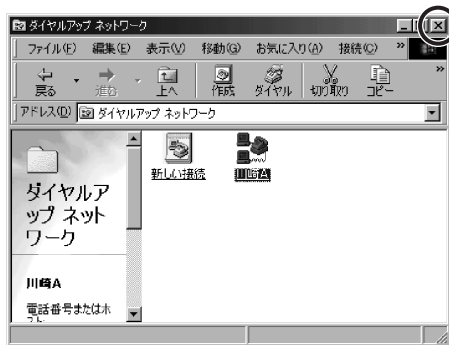 ダイヤルアップ ネットワーク
ファイル(F) 編集(E) 表示(V) 移動(G) お気に入り(A) 接続(C) »
戻る 進む 上へ 作成 ダイヤル 切り取り コピー »
アドレス(D) ダイヤルアップ ネットワーク
新しい接続 川崎A
ダイヤルア
ップ ネット
ワーク
川崎A
電話番号またはホ
スト